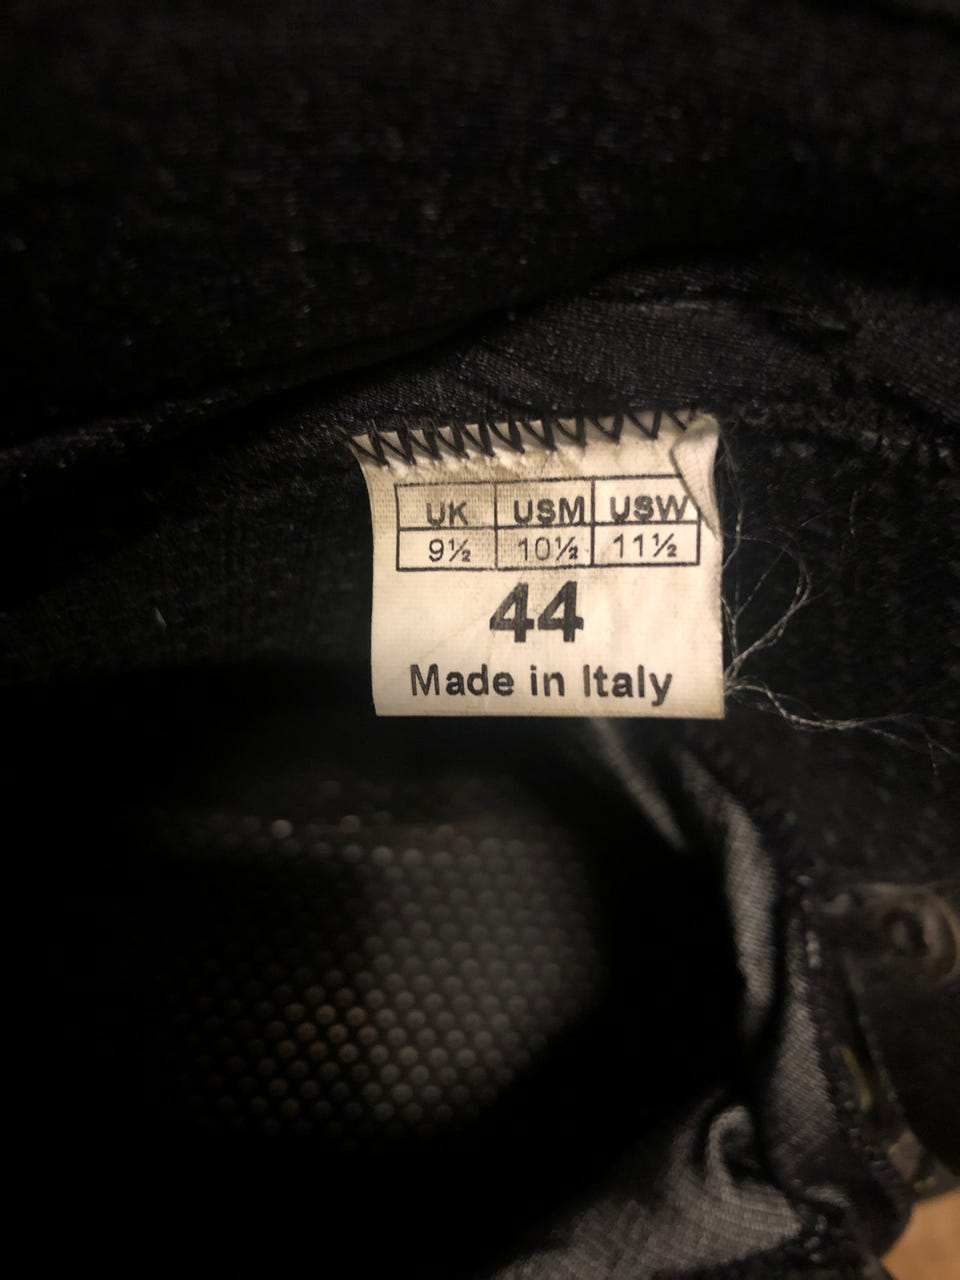 UK USM USW
9½ 10½ 11½
44
Made in Italy